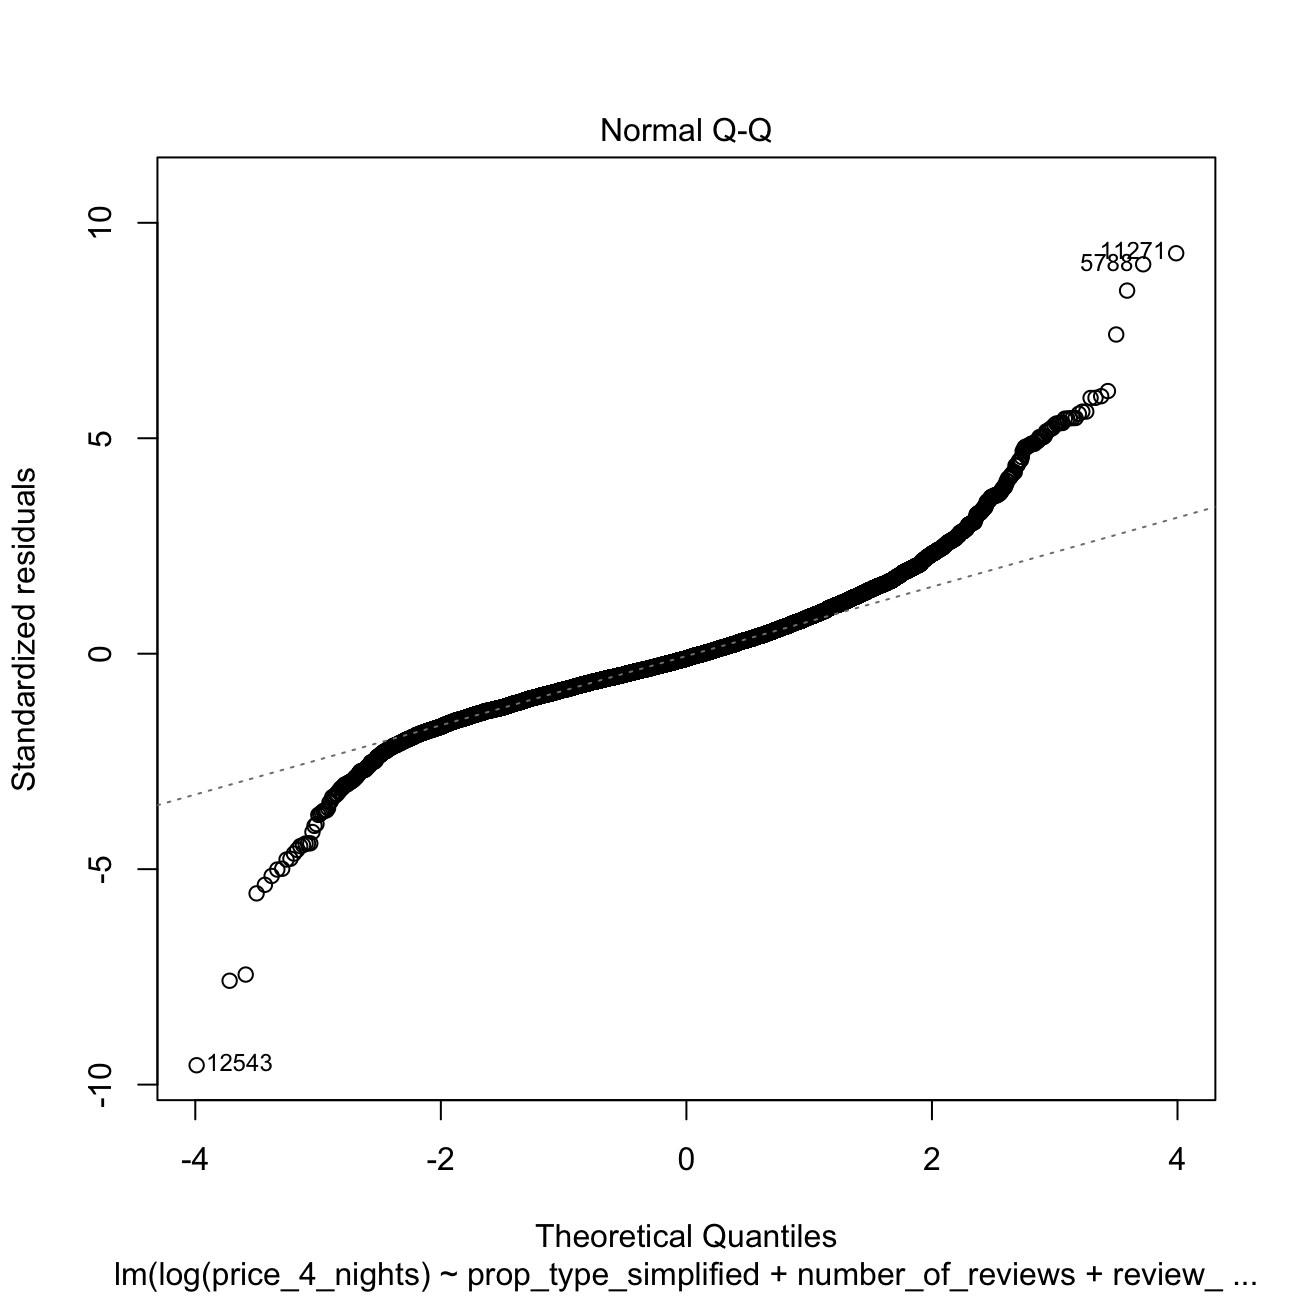 Normal Q-Q
10
5
0
-5
-10
Standardized residuals
11271
5788
12543
-4 -2 0 2 4
Theoretical Quantiles
lm(log(price_4_nights) ~ prop_type_simplified + number_of_reviews + review_ ...